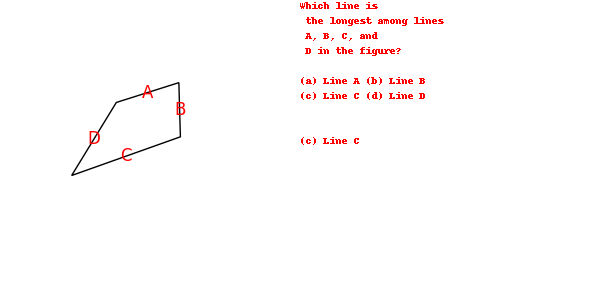 Which line is
the longest among lines
A, B, C, and
D in the figure?
(a) Line A (b) Line B
(c) Line C (d) Line D
(c) Line C
A
B
D
C